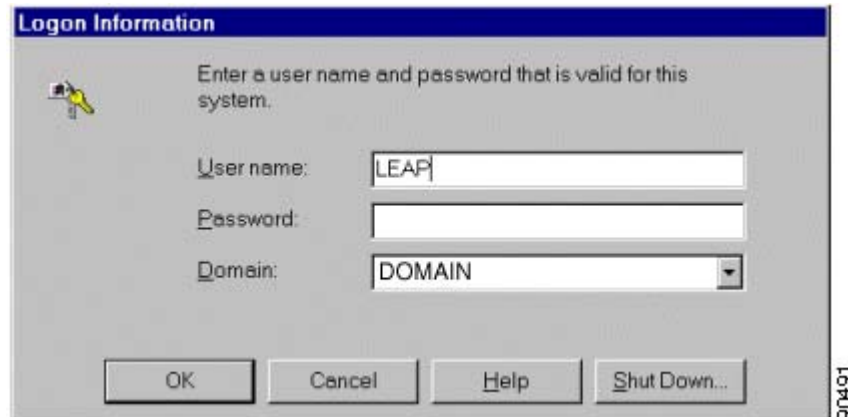 Logon Information
Enter a user name and password that is valid for this
system.
User name: LEAP
Password:
Domain: DOMAIN
OK Cancel Help Shut Down...